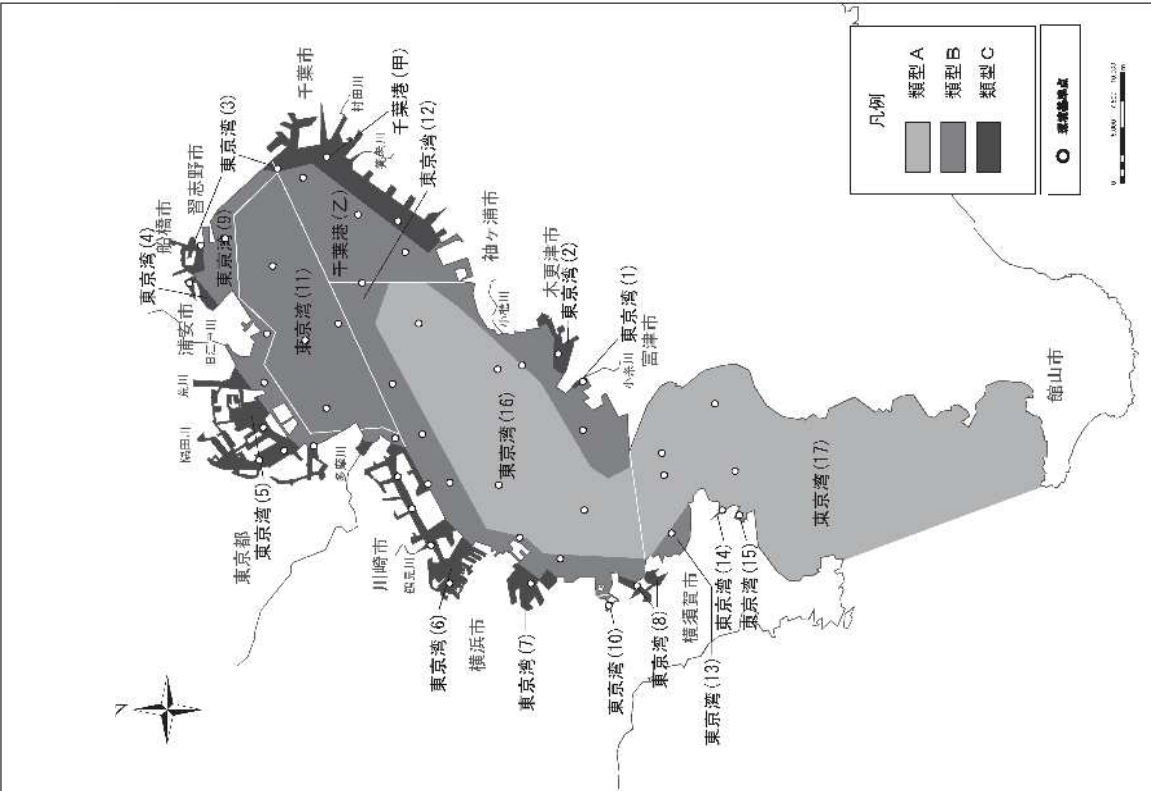 N
東京都
隅田川
荒川
旧江戸川
浦安市
東京湾(4)
船橋市
習志野市
東京湾(3)
千葉市
村田川
千葉港(甲)
養老川
東京湾(12)
東京湾(9)
東京湾(11)
千葉港(乙)
東京湾(5)
多摩川
川崎市
鶴見川
東京湾(6)
横浜市
東京湾(7)
東京湾(16)
袖ケ浦市
小櫃川
木更津市
東京湾(2)
東京湾(1)
小糸川
富津市
東京湾(10)
東京湾(8)
横須賀市
東京湾(13)
東京湾(14)
東京湾(15)
東京湾(17)
館山市
凡例
類型A
類型B
類型C
環境基準点